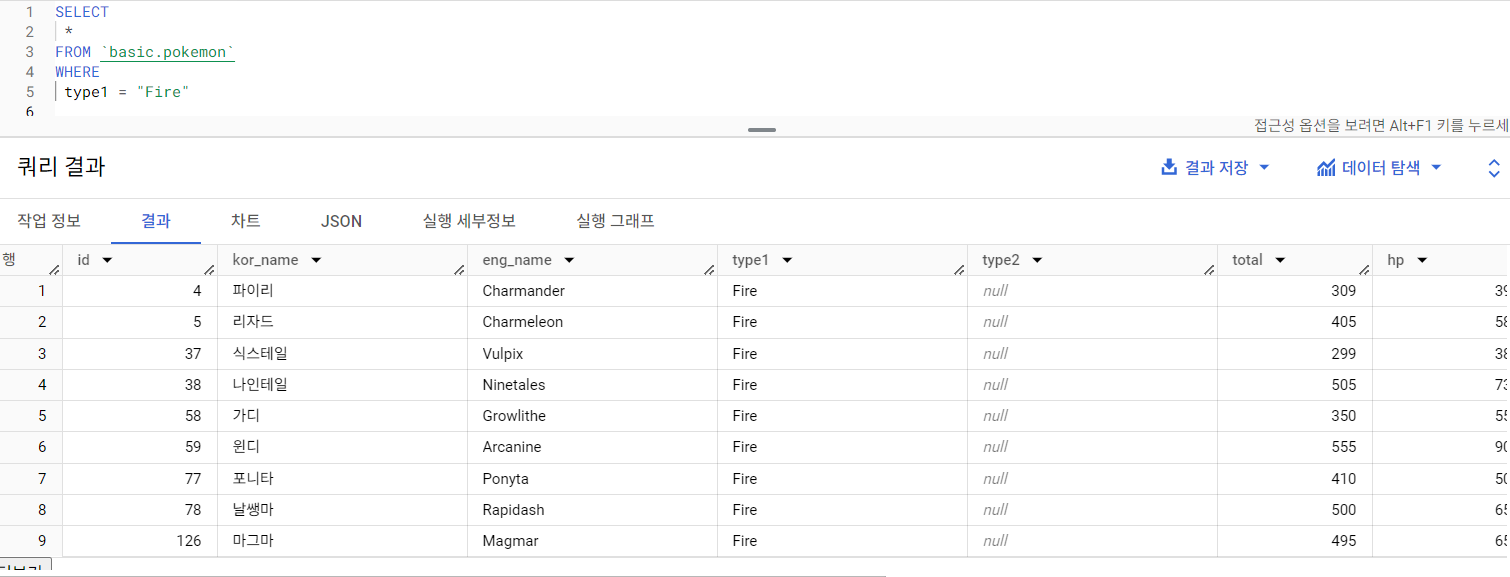 1 SELECT
2 *
3 FROM `basic.pokemon`
4 WHERE
5 type1 = "Fire"
6
접근성 옵션을 보려면 Alt+F1 키를 누르세
쿼리 결과 결과 저장 데이터 탐색
작업 정보 결과 차트 JSON 실행 세부정보 실행 그래프
행 id kor_name eng_name type1 type2 total hp
1 4 파이리 Charmander Fire null 309 39
2 5 리자드 Charmeleon Fire null 405 58
3 37 식스테일 Vulpix Fire null 299 38
4 38 나인테일 Ninetales Fire null 505 73
5 58 가디 Growlithe Fire null 350 55
6 59 윈디 Arcanine Fire null 555 90
7 77 포니타 Ponyta Fire null 410 50
8 78 날쌩마 Rapidash Fire null 500 65
9 126 마그마 Magmar Fire null 495 65